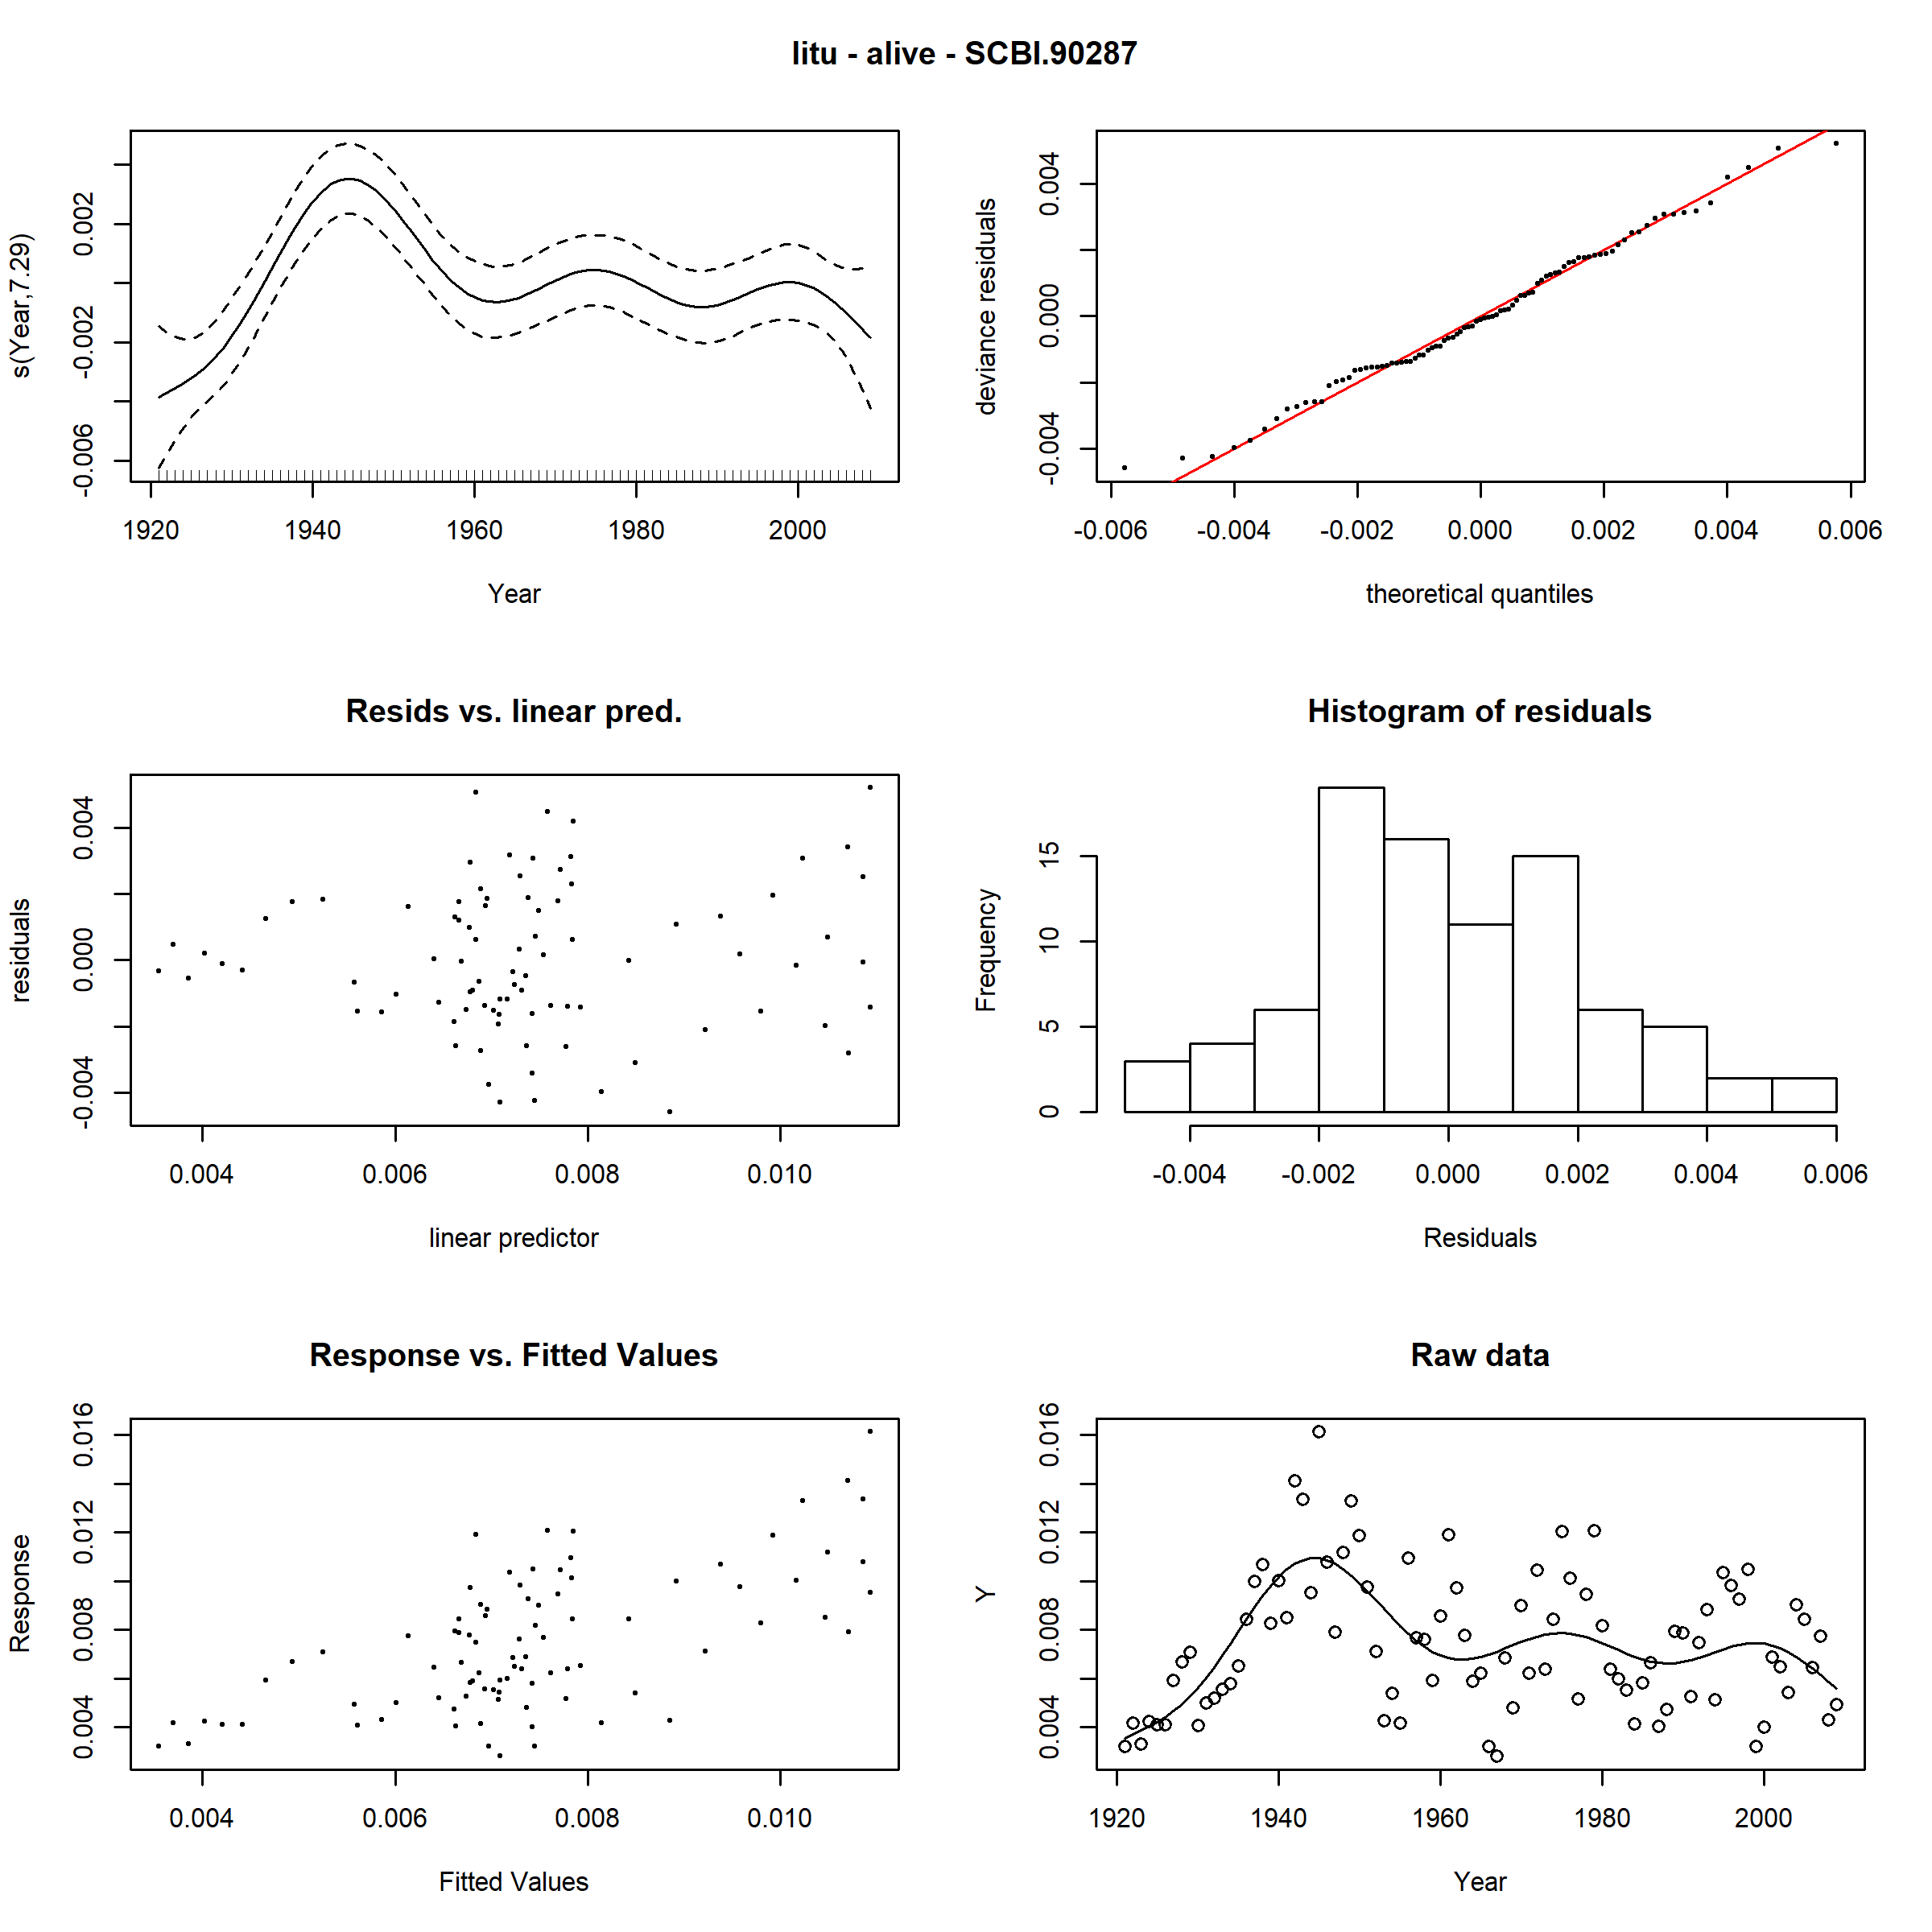 litu - alive - SCBI.90287
s(Year,7.29)
-0.006
-0.002
0.002
1920 1940 1960 1980 2000
Year
deviance residuals
-0.004
0.000
0.004
-0.006 -0.004 -0.002 0.000 0.002 0.004 0.006
theoretical quantiles
Resids vs. linear pred.
residuals
-0.004
0.000
0.004
0.004 0.006 0.008 0.010
linear predictor
Histogram of residuals
Frequency
0
5
10
15
-0.004 -0.002 0.000 0.002 0.004 0.006
Residuals
Response vs. Fitted Values
Response
0.004
0.008
0.012
0.016
0.004 0.006 0.008 0.010
Fitted Values
Raw data
Y
0.004
0.008
0.012
0.016
1920 1940 1960 1980 2000
Year